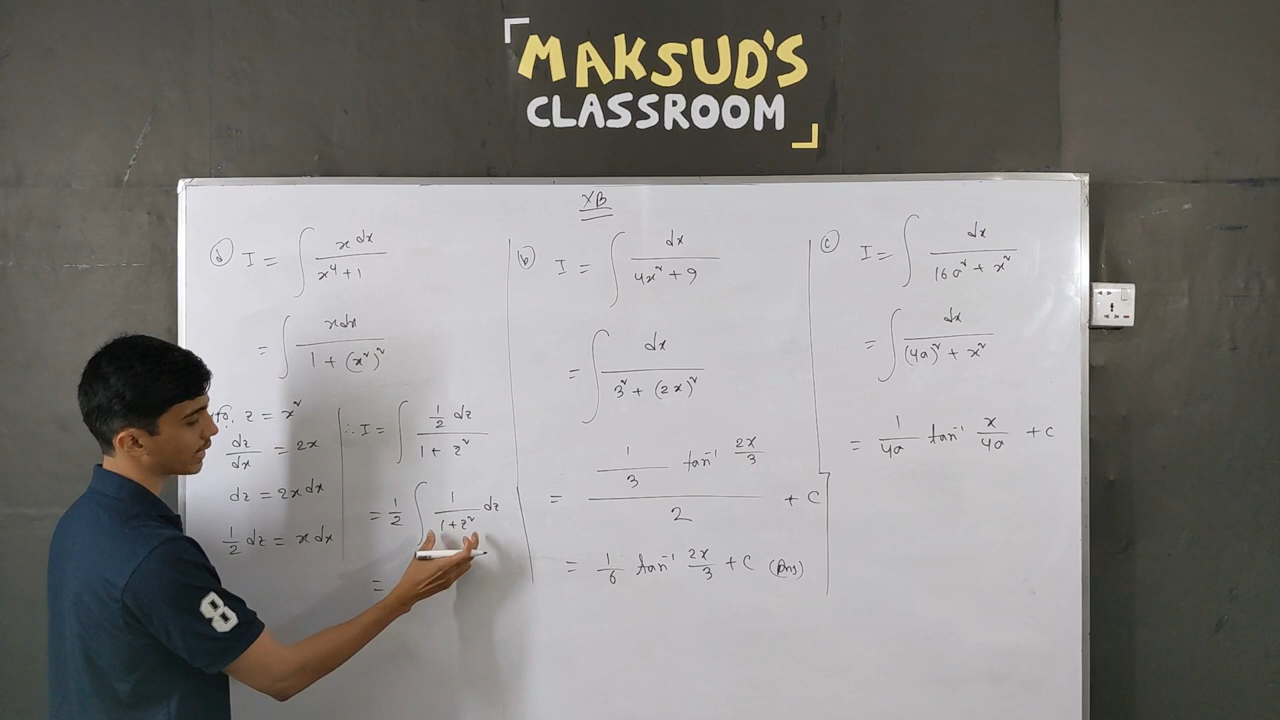 MAKSUD'S
CLASSROOM
XB
(a) I = ∫ x dx / (x⁴ + 1)
= ∫ x dx / (1 + (x²)²)
z = x²
dz/dx = 2x
dz = 2x dx
1/2 dz = x dx
∴ I = ∫ 1/2 dz / (1 + z²)
= 1/2 ∫ 1/(1+z²) dz
=
(b) I = ∫ dx / (4x² + 9)
= ∫ dx / (3² + (2x)²)
= (1/3 tan⁻¹ 2x/3) / 2 + C
= 1/6 tan⁻¹ 2x/3 + C (Ans)
(c) I = ∫ dx / (16a² + x²)
= ∫ dx / ((4a)² + x²)
= 1/4a tan⁻¹ x/4a + C
8